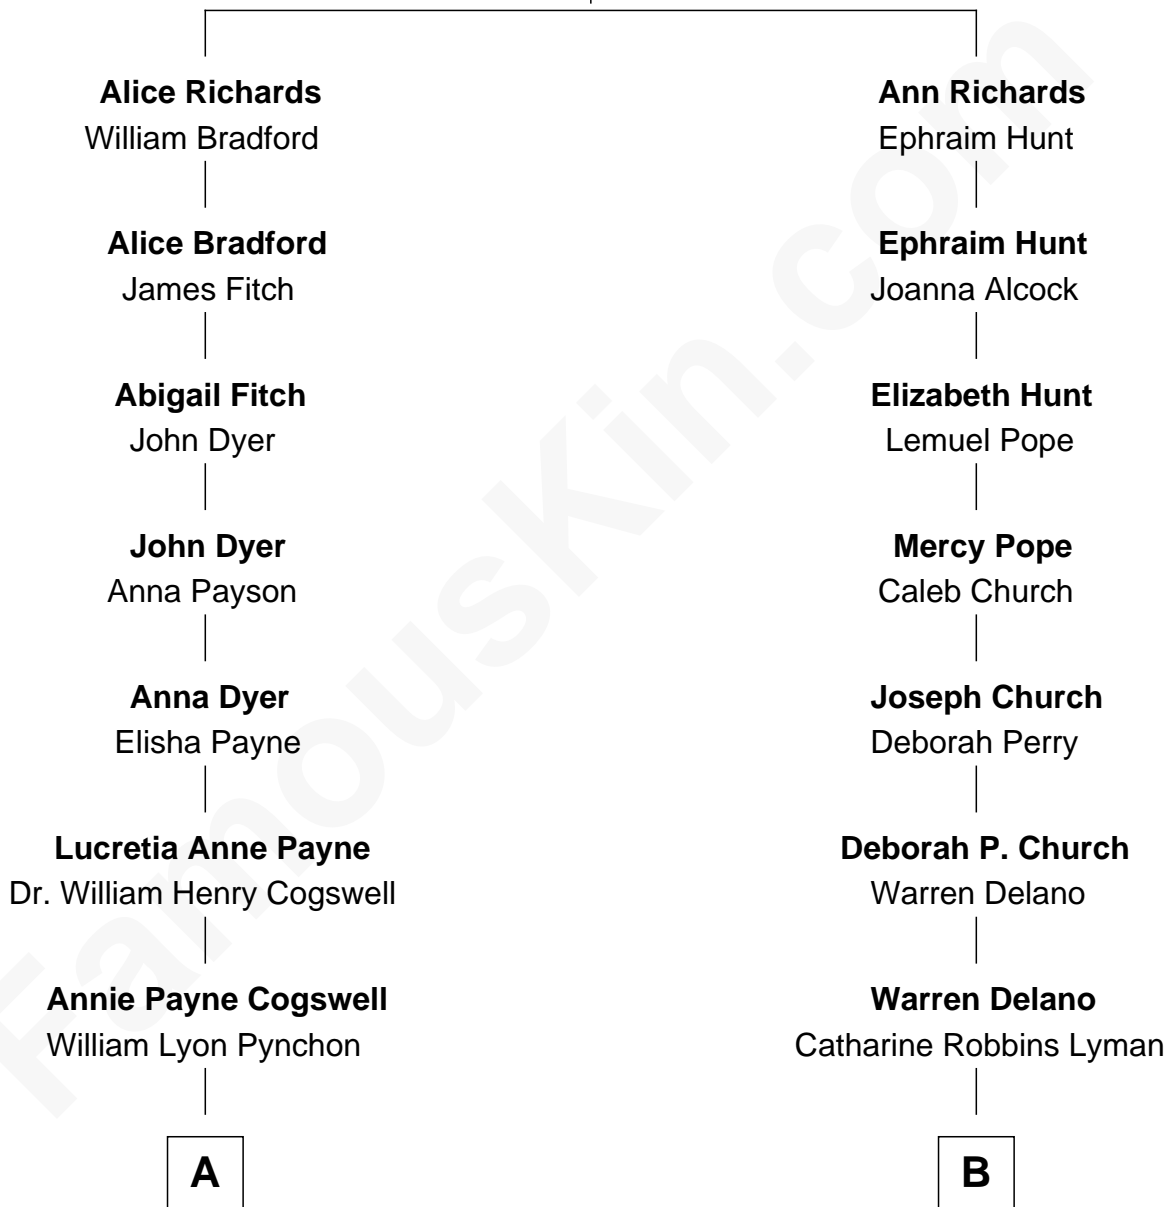 Alice Richards
William Bradford
Alice Bradford
James Fitch
Abigail Fitch
John Dyer
John Dyer
Anna Payson
Anna Dyer
Elisha Payne
Lucretia Anne Payne
Dr. William Henry Cogswell
Annie Payne Cogswell
William Lyon Pynchon
A
Ann Richards
Ephraim Hunt
Ephraim Hunt
Joanna Alcock
Elizabeth Hunt
Lemuel Pope
Mercy Pope
Caleb Church
Joseph Church
Deborah Perry
Deborah P. Church
Warren Delano
Warren Delano
Catharine Robbins Lyman
B
FamousKin.com